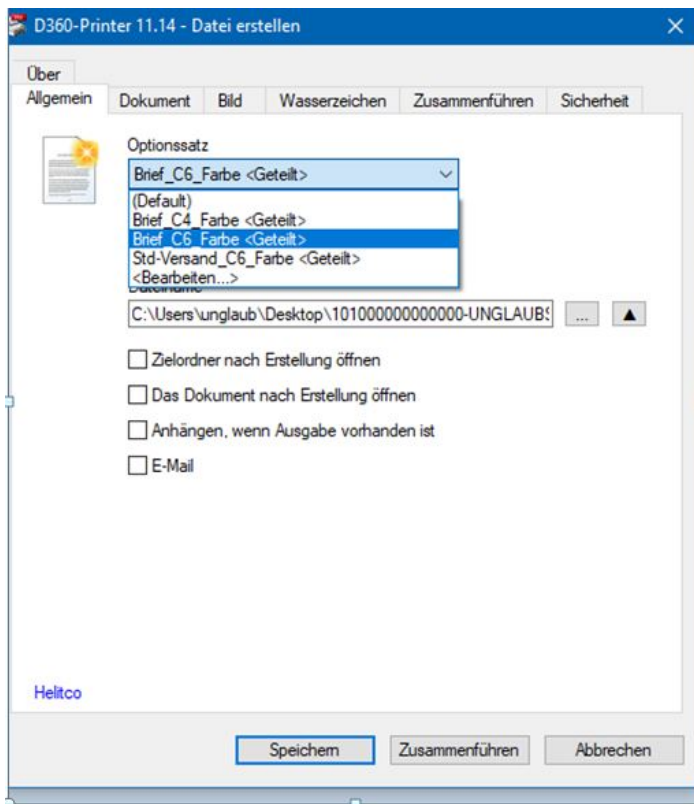 D360-Printer 11.14 - Datei erstellen
Über
Allgemein Dokument Bild Wasserzeichen Zusammenführen Sicherheit
Optionssatz
Brief_C6_Farbe <Geteilt>
(Default)
Brief_C4_Farbe <Geteilt>
Brief_C6_Farbe <Geteilt>
Std-Versand_C6_Farbe <Geteilt>
<Bearbeiten...>
Dateiname
C:\Users\unglaub\Desktop\101000000000000-UNGLAUBS ... ▲
Zielordner nach Erstellung öffnen
Das Dokument nach Erstellung öffnen
Anhängen, wenn Ausgabe vorhanden ist
E-Mail
Helitco
Speichern Zusammenführen Abbrechen